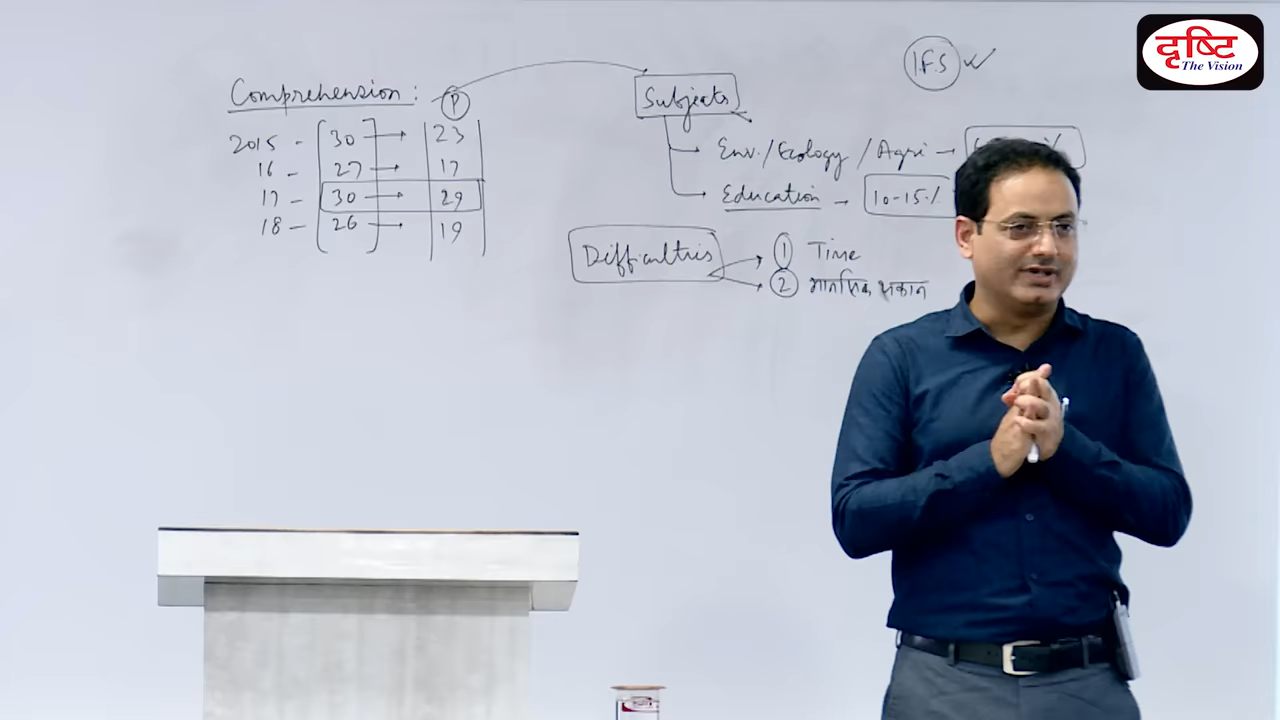 दृष्टि
The Vision
IFS ✓
Comprehension :
P
2015 - 30 → 23
16 - 27 → 17
17 - 30 → 29
18 - 26 → 19
Subjects
Env. / Ecology / Agri →
Education → 10-15%
Difficulties
1 Time
2 मानसिक थकान